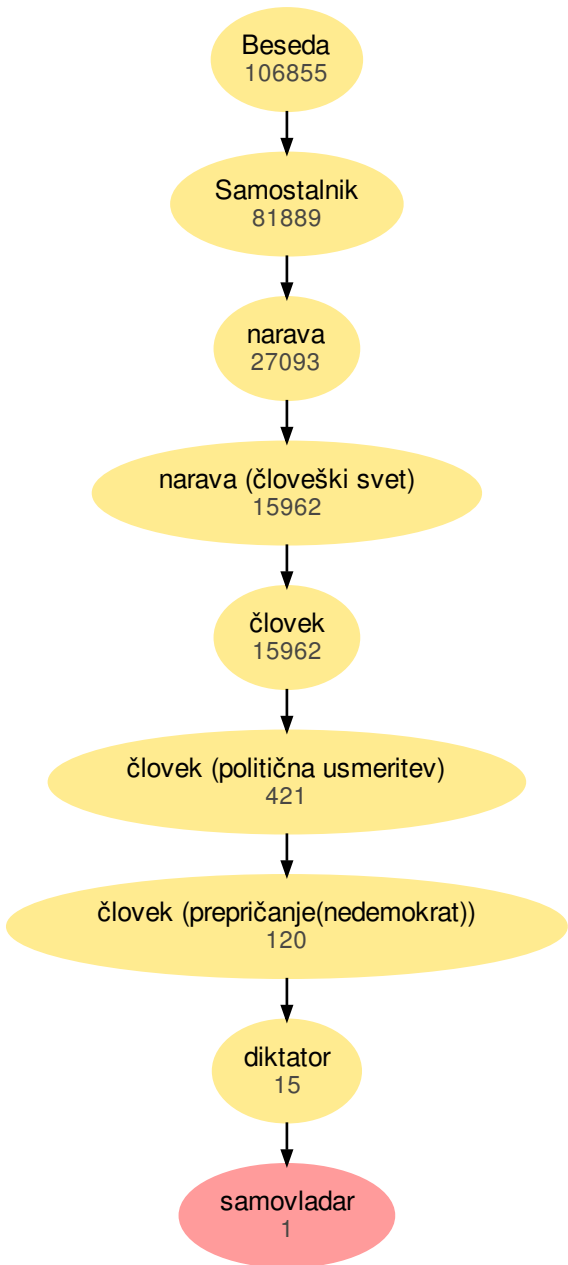 Beseda
106855
Samostalnik
81889
narava
27093
narava (človeški svet)
15962
človek
15962
človek (politična usmeritev)
421
človek (prepričanje(nedemokrat))
120
diktator
15
samovladar
1